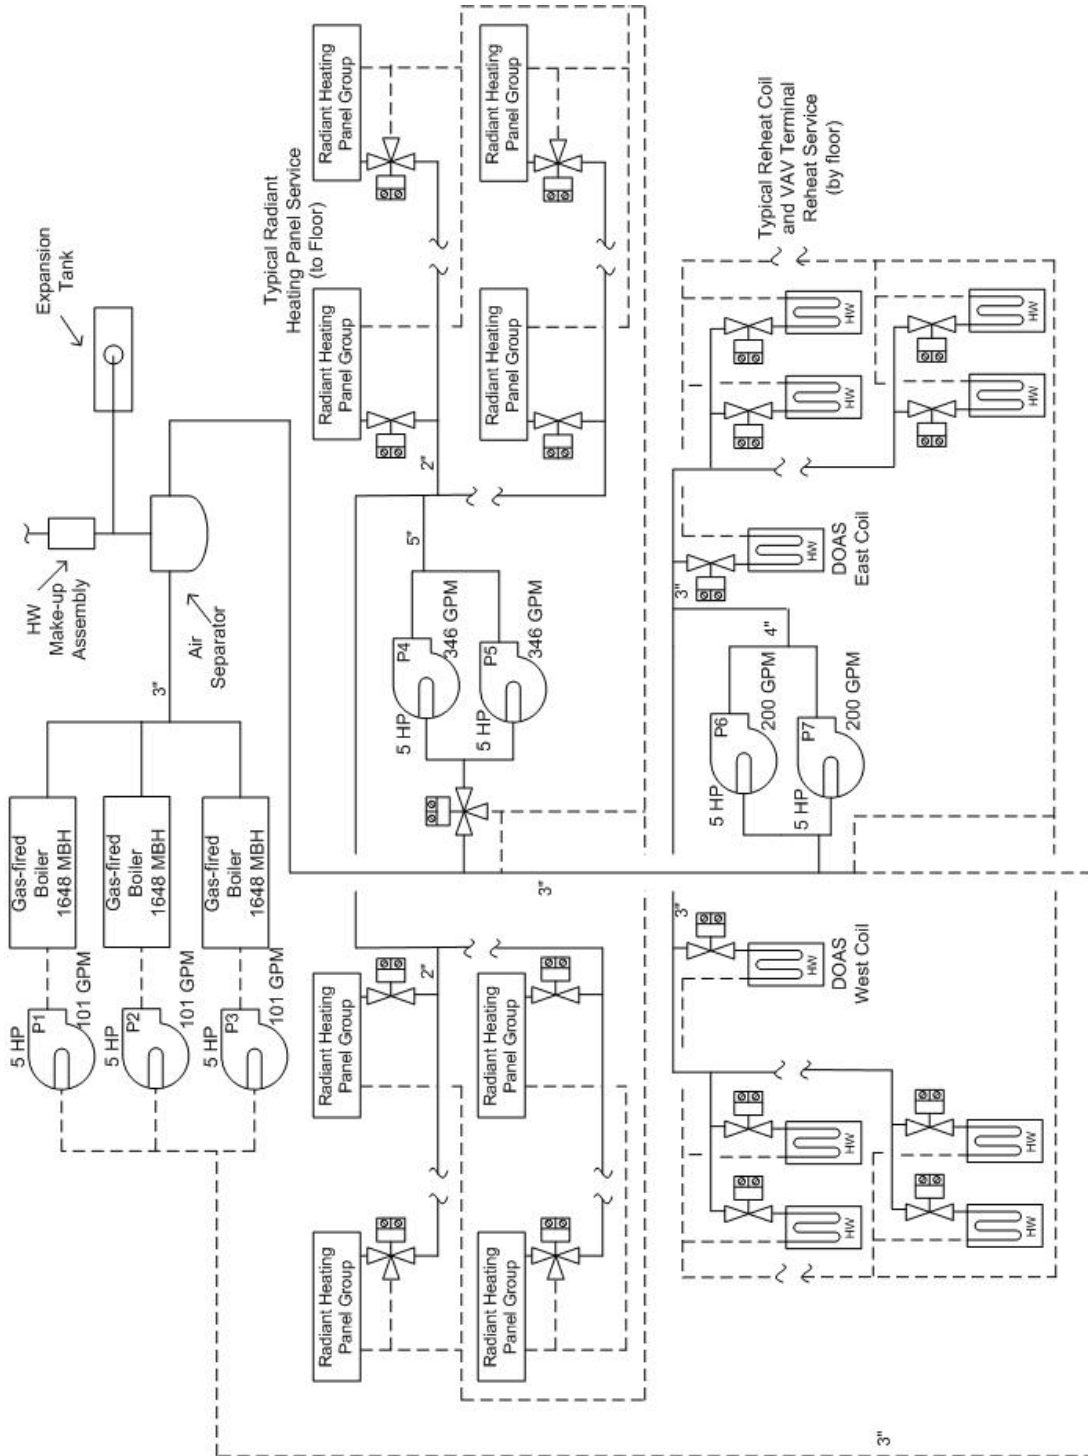 Gas-fired
Boiler
1648 MBH
Gas-fired
Boiler
1648 MBH
Gas-fired
Boiler
1648 MBH
5 HP
P1
101 GPM
5 HP
P2
101 GPM
5 HP
P3
101 GPM
3"
HW
Make-up
Assembly
Air
Separator
Expansion
Tank
Typical Radiant
Heating Panel Service
(to Floor)
Radiant Heating
Panel Group
Radiant Heating
Panel Group
Radiant Heating
Panel Group
Radiant Heating
Panel Group
Radiant Heating
Panel Group
Radiant Heating
Panel Group
Radiant Heating
Panel Group
Radiant Heating
Panel Group
2"
2"
5"
5 HP
P4
346 GPM
5 HP
P5
346 GPM
3"
3"
3"
4"
5 HP
P6
200 GPM
5 HP
P7
200 GPM
HW
DOAS
West Coil
HW
DOAS
East Coil
HW
HW
HW
HW
HW
HW
HW
HW
Typical Reheat Coil
and VAV Terminal
Reheat Service
(by floor)
3"